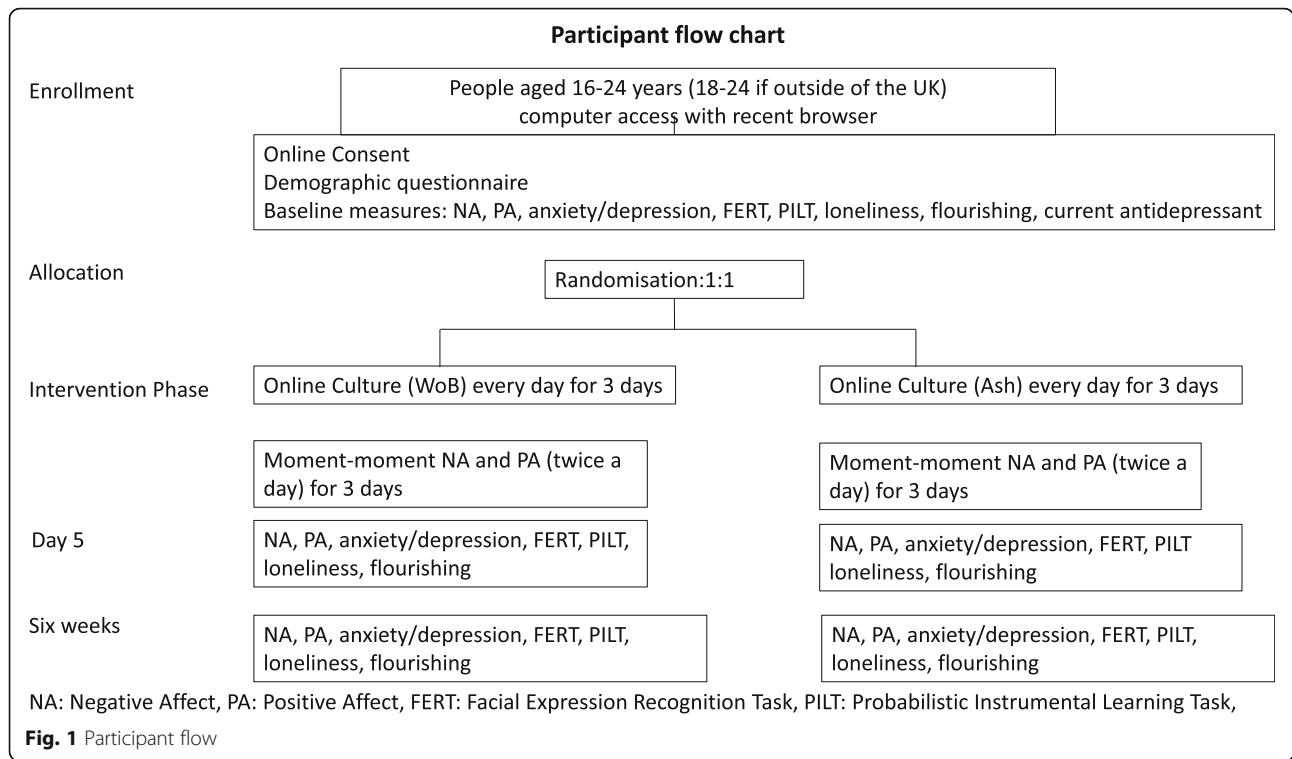 Participant flow chart
Enrollment
People aged 16-24 years (18-24 if outside of the UK)
computer access with recent browser
Online Consent
Demographic questionnaire
Baseline measures: NA, PA, anxiety/depression, FERT, PILT, loneliness, flourishing, current antidepressant
Allocation
Randomisation:1:1
Intervention Phase
Online Culture (WoB) every day for 3 days
Online Culture (Ash) every day for 3 days
Moment-moment NA and PA (twice a
day) for 3 days
Moment-moment NA and PA (twice a
day) for 3 days
Day 5
NA, PA, anxiety/depression, FERT, PILT,
loneliness, flourishing
NA, PA, anxiety/depression, FERT, PILT
loneliness, flourishing
Six weeks
NA, PA, anxiety/depression, FERT, PILT,
loneliness, flourishing
NA, PA, anxiety/depression, FERT, PILT,
loneliness, flourishing
NA: Negative Affect, PA: Positive Affect, FERT: Facial Expression Recognition Task, PILT: Probabilistic Instrumental Learning Task,
Fig. 1 Participant flow